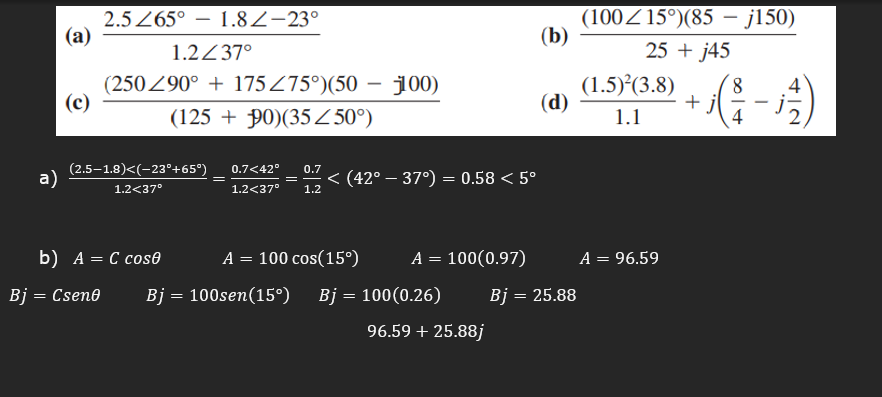 (a) (2.5∠65° − 1.8∠−23°) / (1.2∠37°)
(b) ((100∠15°)(85 − j150)) / (25 + j45)
(c) ((250∠90° + 175∠75°)(50 − j100)) / ((125 + j90)(35∠50°))
(d) ((1.5)²(3.8)) / 1.1 + j(8/4 − j4/2)
a) ((2.5−1.8)<(−23°+65°)) / (1.2<37°) = (0.7<42°) / (1.2<37°) = 0.7/1.2 < (42° − 37°) = 0.58 < 5°
b) A = C cosθ A = 100 cos(15°) A = 100(0.97) A = 96.59
Bj = Csenθ Bj = 100sen(15°) Bj = 100(0.26) Bj = 25.88
96.59 + 25.88j